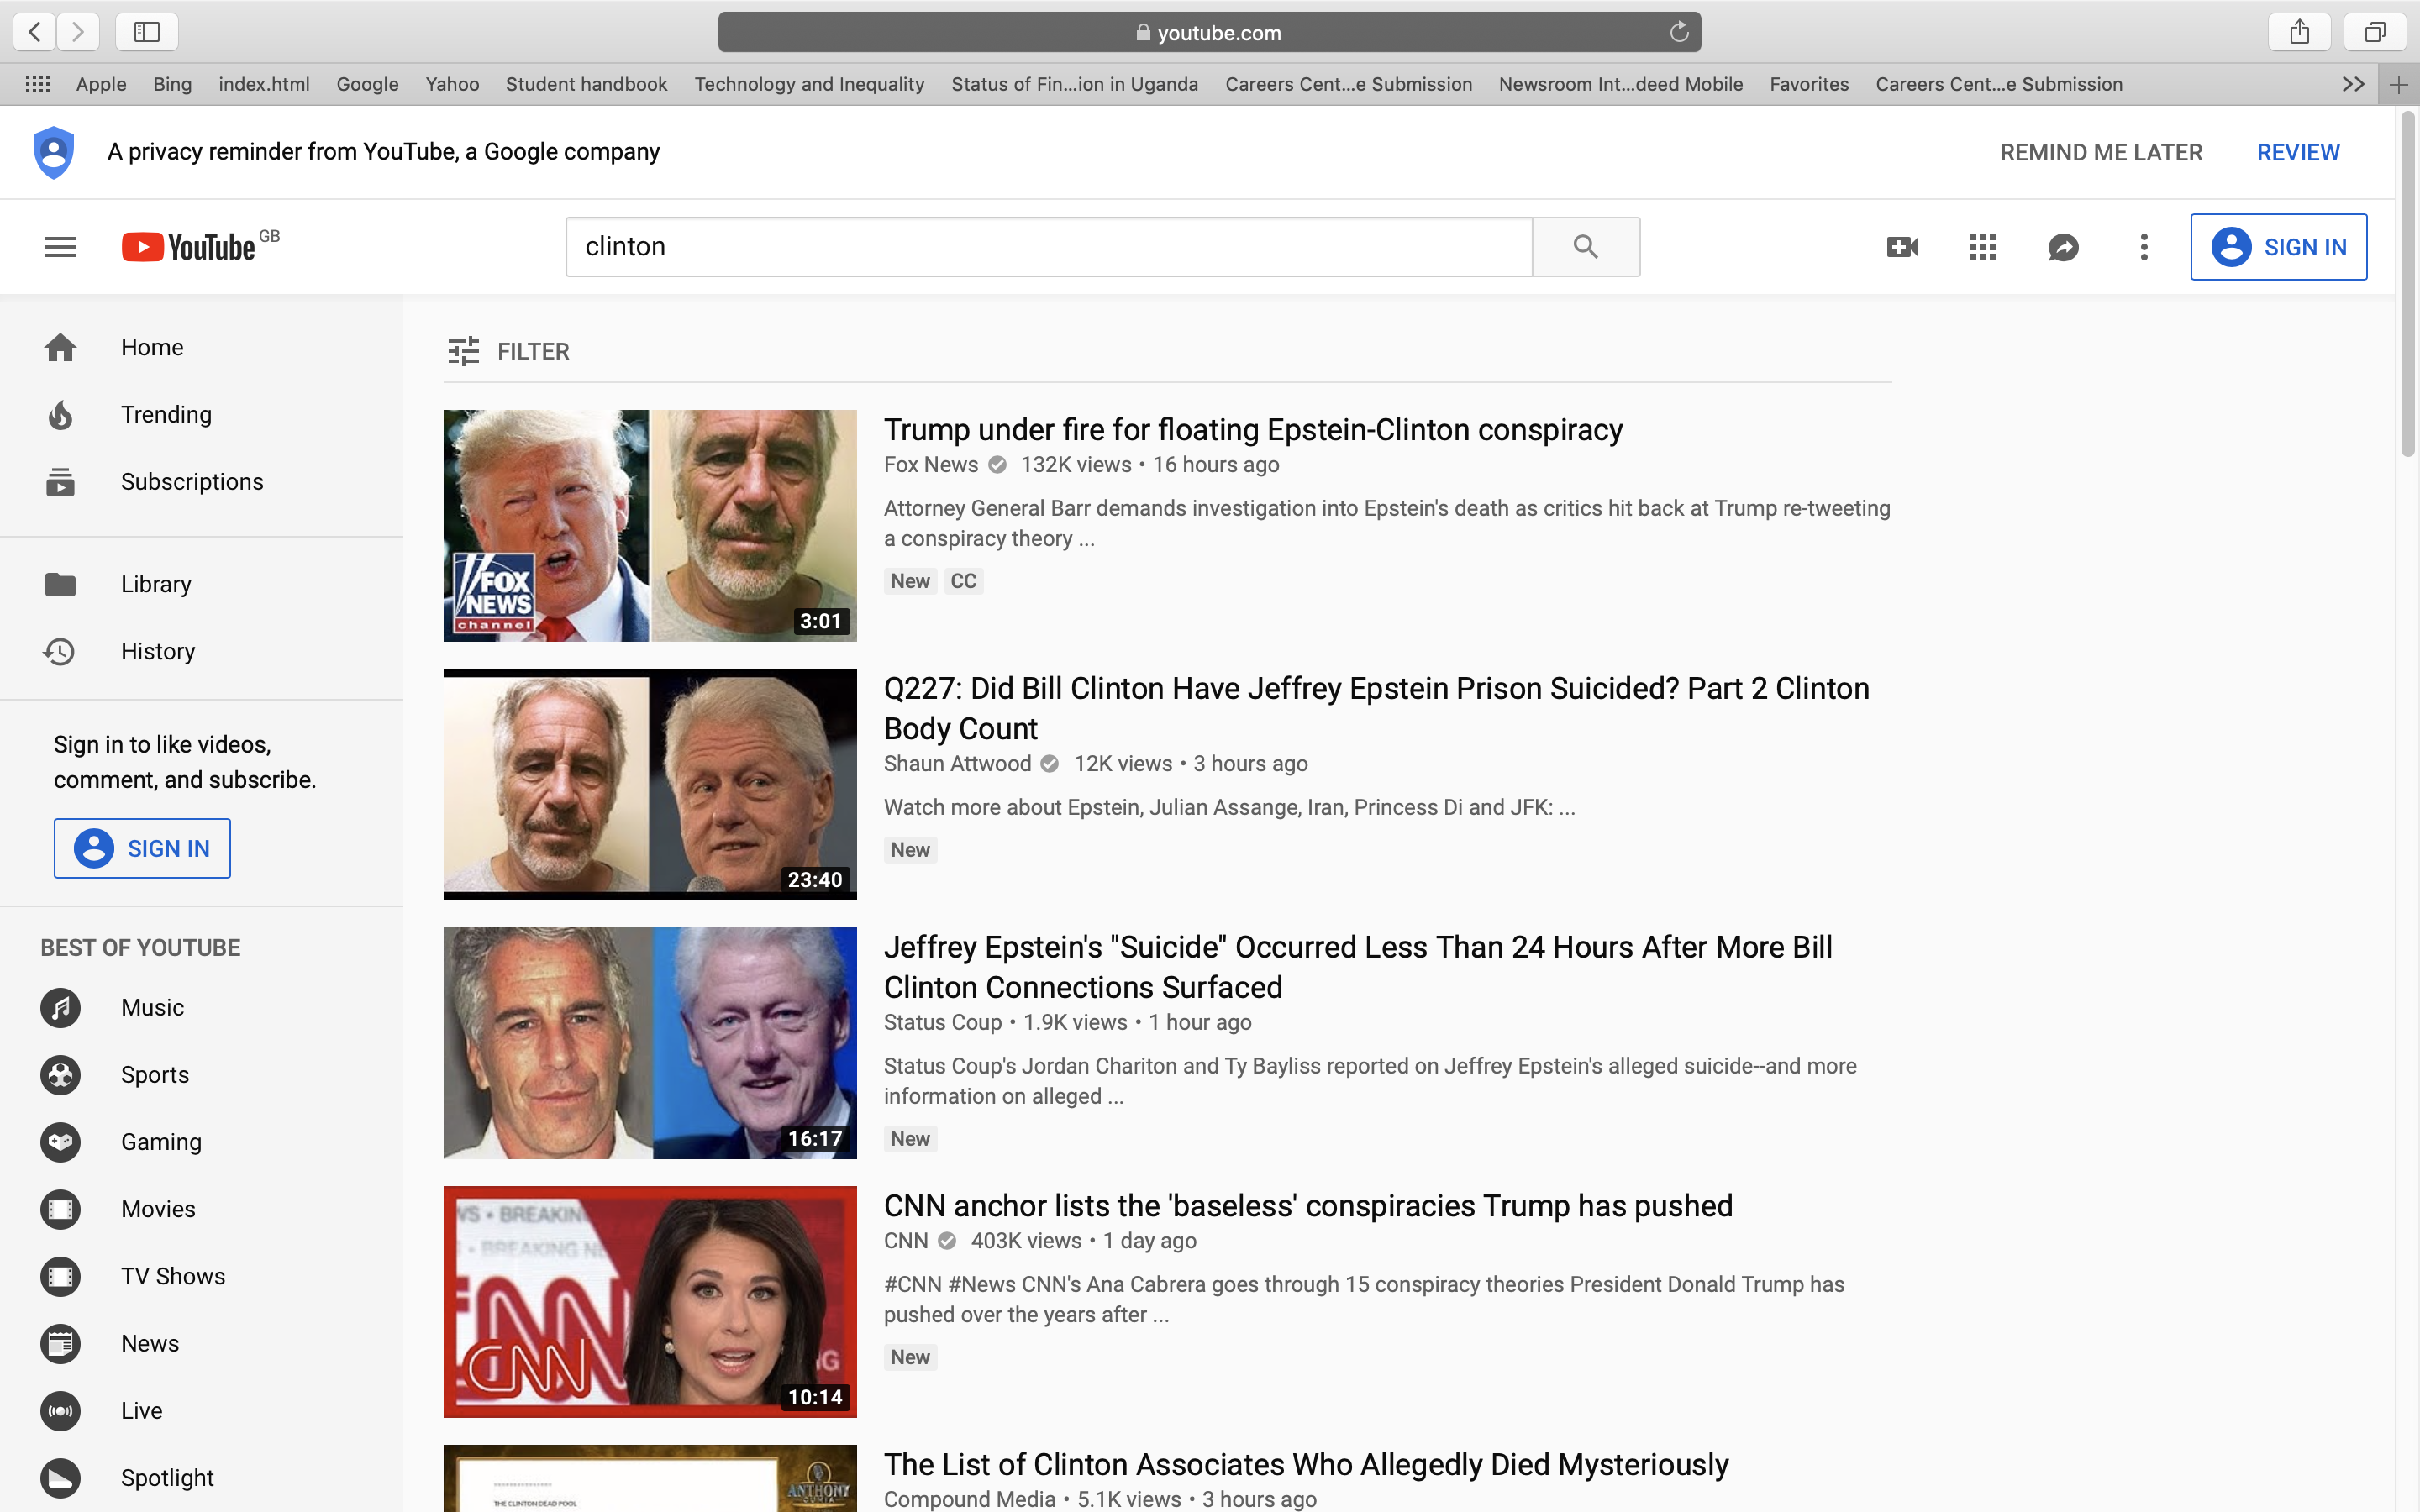 youtube.com
Apple Bing index.html Google Yahoo Student handbook Technology and Inequality Status of Fin...ion in Uganda Careers Cent...e Submission Newsroom Int...deed Mobile Favorites Careers Cent...e Submission
A privacy reminder from YouTube, a Google company
REMIND ME LATER REVIEW
YouTube GB
clinton
SIGN IN
Home
Trending
Subscriptions
Library
History
Sign in to like videos,
comment, and subscribe.
SIGN IN
BEST OF YOUTUBE
Music
Sports
Gaming
Movies
TV Shows
News
Live
Spotlight
FILTER
FOX
NEWS
channel
3:01
Trump under fire for floating Epstein-Clinton conspiracy
Fox News 132K views • 16 hours ago
Attorney General Barr demands investigation into Epstein's death as critics hit back at Trump re-tweeting
a conspiracy theory ...
New CC
23:40
Q227: Did Bill Clinton Have Jeffrey Epstein Prison Suicided? Part 2 Clinton
Body Count
Shaun Attwood 12K views • 3 hours ago
Watch more about Epstein, Julian Assange, Iran, Princess Di and JFK: ...
New
16:17
Jeffrey Epstein's "Suicide" Occurred Less Than 24 Hours After More Bill
Clinton Connections Surfaced
Status Coup • 1.9K views • 1 hour ago
Status Coup's Jordan Chariton and Ty Bayliss reported on Jeffrey Epstein's alleged suicide--and more
information on alleged ...
New
WS • BREAKIN
• BREAKING NE
CNN
CNN
NG
10:14
CNN anchor lists the 'baseless' conspiracies Trump has pushed
CNN 403K views • 1 day ago
#CNN #News CNN's Ana Cabrera goes through 15 conspiracy theories President Donald Trump has
pushed over the years after ...
New
THE CLINTON DEAD POOL
ANTHONY
CUMIA
The List of Clinton Associates Who Allegedly Died Mysteriously
Compound Media • 5.1K views • 3 hours ago